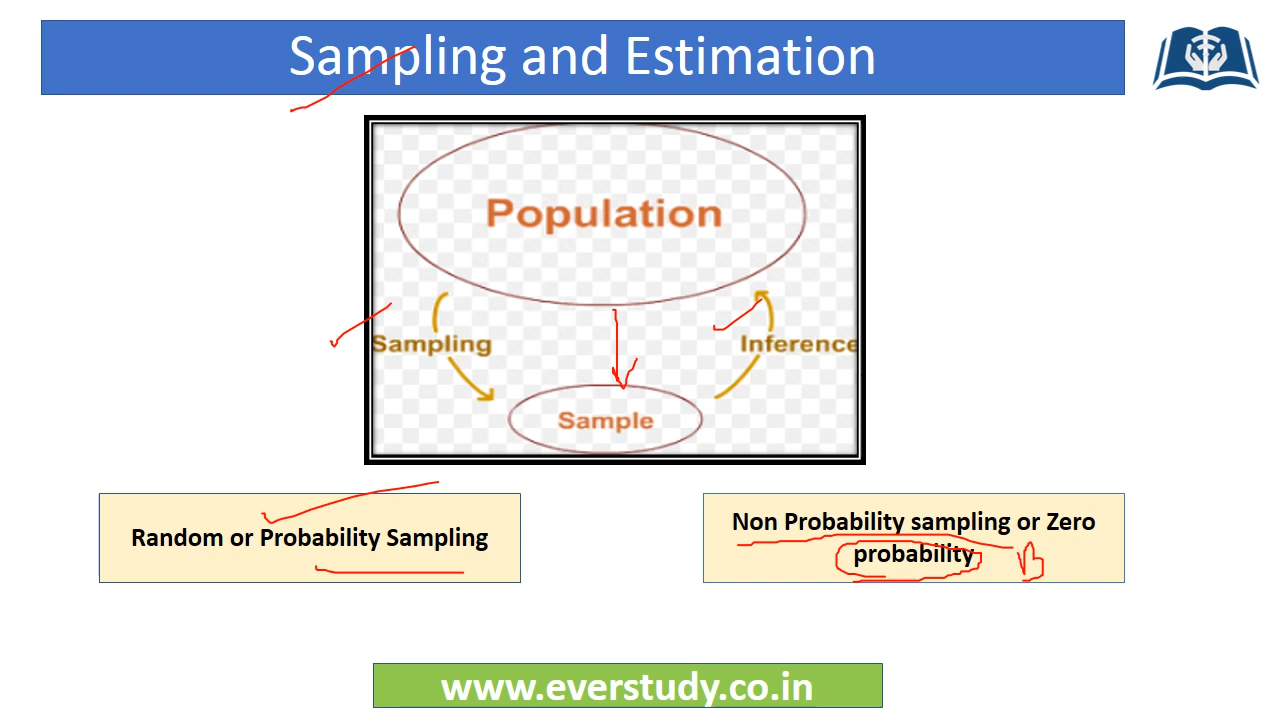 Sampling and Estimation
Population
Sampling
Inference
Sample
Random or Probability Sampling
Non Probability sampling or Zero
probability
www.everstudy.co.in